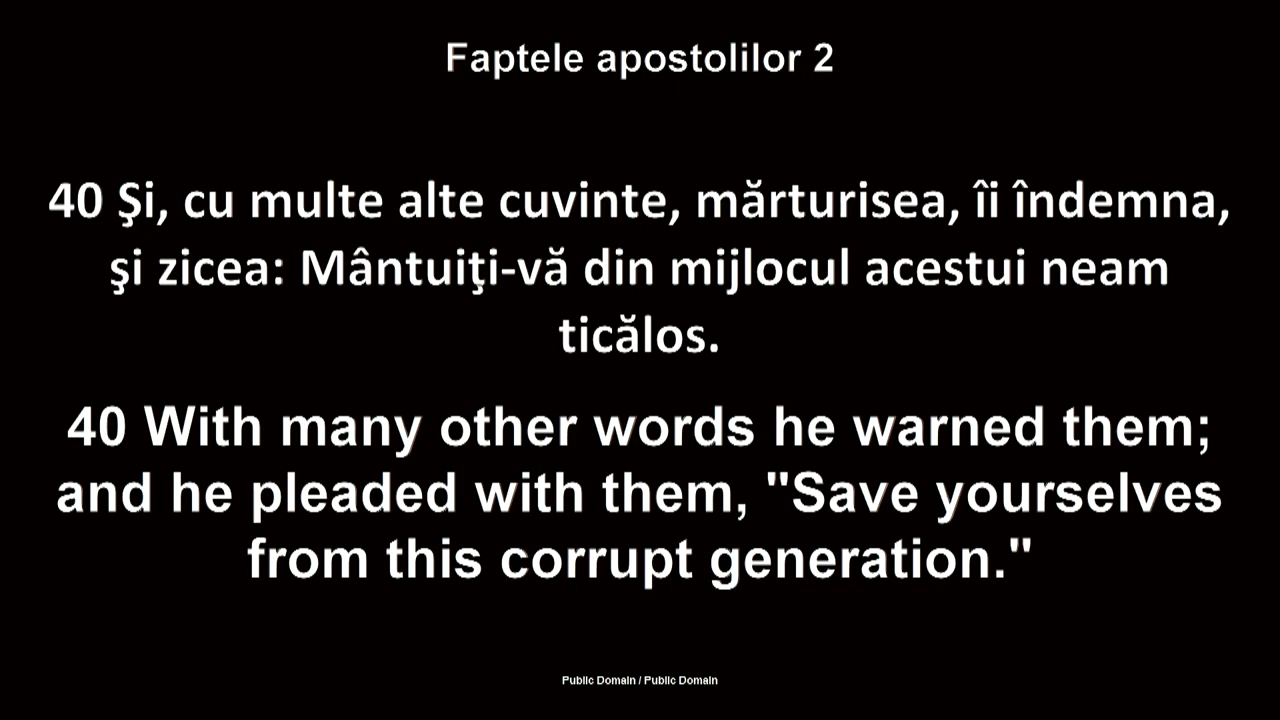 Faptele apostolilor 2
40 Şi, cu multe alte cuvinte, mărturisea, îi îndemna,
şi zicea: Mântuiţi-vă din mijlocul acestui neam
ticălos.
40 With many other words he warned them;
and he pleaded with them, "Save yourselves
from this corrupt generation."
Public Domain / Public Domain